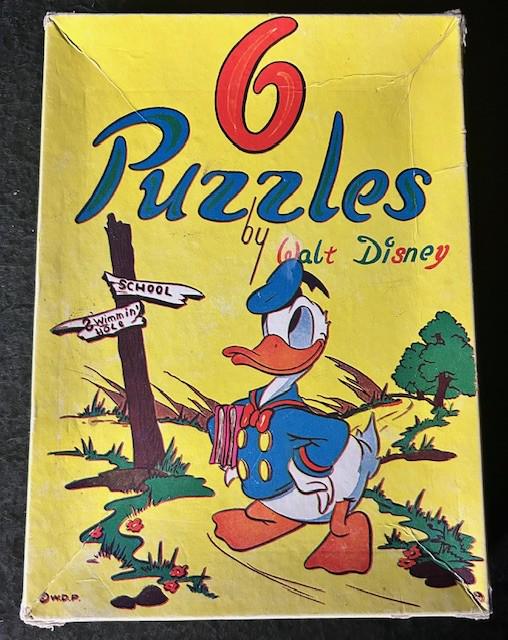 6
Puzzles
by
Walt Disney
SCHOOL
Swimmin'
HOLE
©W.D.P.